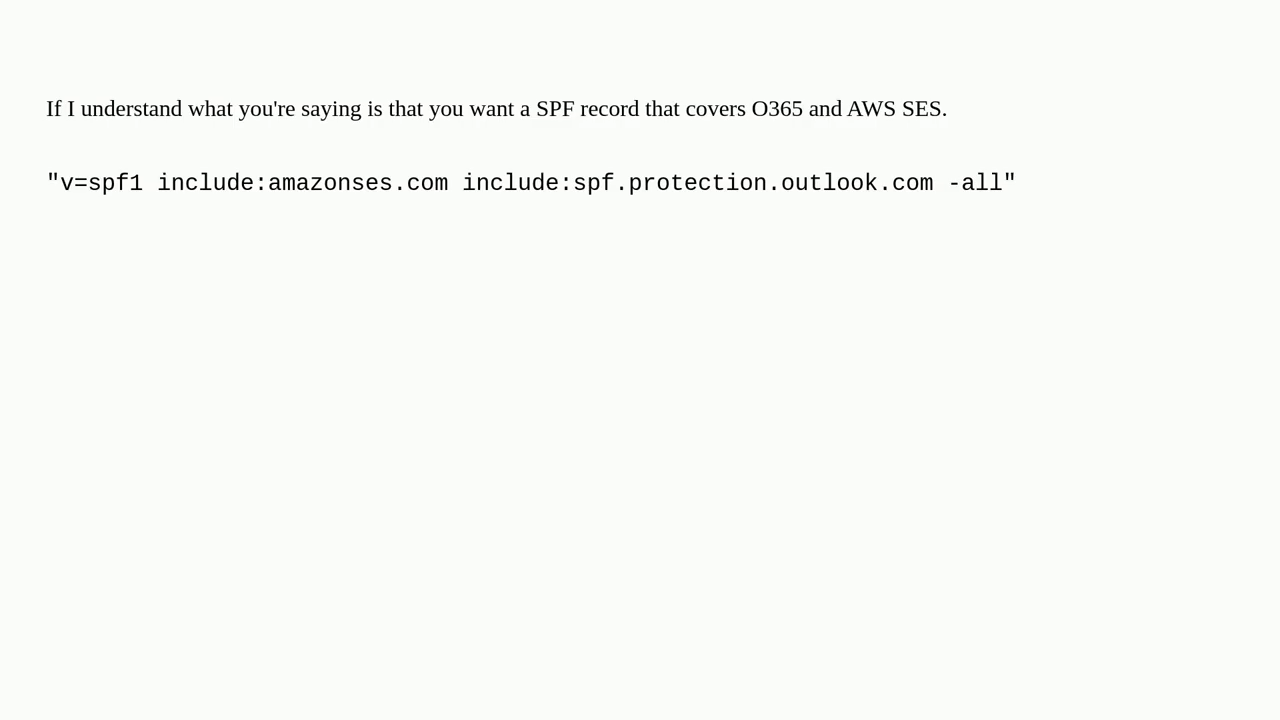 If I understand what you're saying is that you want a SPF record that covers O365 and AWS SES.
"v=spf1 include:amazonses.com include:spf.protection.outlook.com -all"